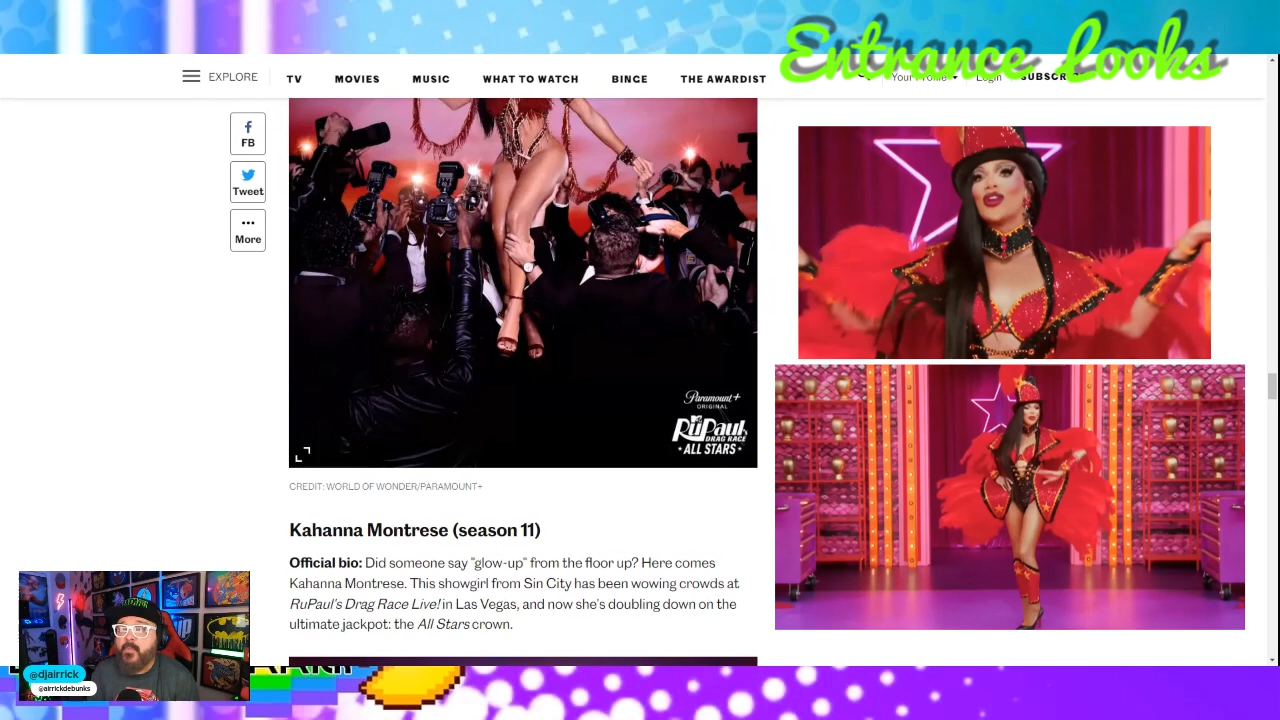 Entrance Looks
EXPLORE
TV
MOVIES
MUSIC
WHAT TO WATCH
BINGE
THE AWARDIST
Your Profile
Login
FB
Tweet
More
Paramount+
ORIGINAL
RuPaul's
DRAG RACE
ALL STARS
CREDIT: WORLD OF WONDER/PARAMOUNT+
Kahanna Montrese (season 11)
Official bio: Did someone say "glow-up" from the floor up? Here comes
Kahanna Montrese. This showgirl from Sin City has been wowing crowds at
RuPaul's Drag Race Live! in Las Vegas, and now she's doubling down on the
ultimate jackpot: the All Stars crown.
@djairrick
@airrickdebunks